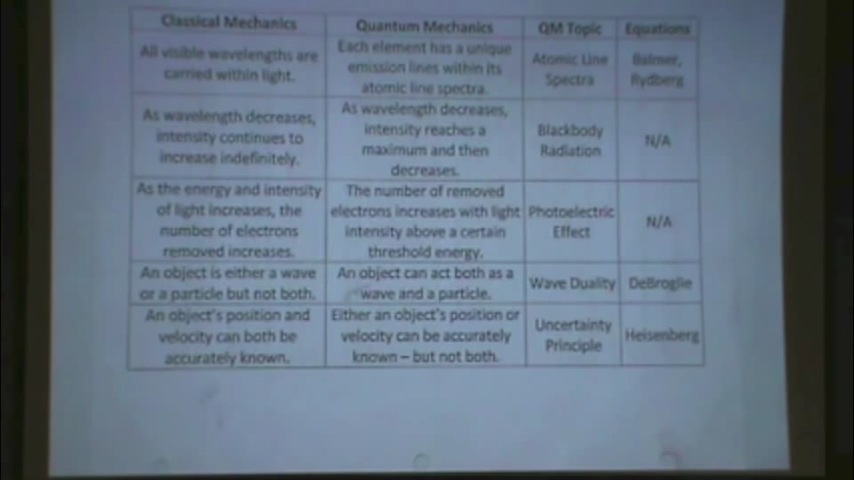 Classical Mechanics Quantum Mechanics QM Topic Equations
All visible wavelengths are
carried within light.
Each element has a unique
emission lines within its
atomic line spectra.
Atomic Line
Spectra
Balmer,
Rydberg
As wavelength decreases,
intensity continues to
increase indefinitely.
As wavelength decreases,
intensity reaches a
maximum and then
decreases.
Blackbody
Radiation
N/A
As the energy and intensity
of light increases, the
number of electrons
removed increases.
The number of removed
electrons increases with light
intensity above a certain
threshold energy.
Photoelectric
Effect
N/A
An object is either a wave
or a particle but not both.
An object can act both as a
wave and a particle.
Wave Duality
DeBroglie
An object's position and
velocity can both be
accurately known.
Either an object's position or
velocity can be accurately
known – but not both.
Uncertainty
Principle
Heisenberg